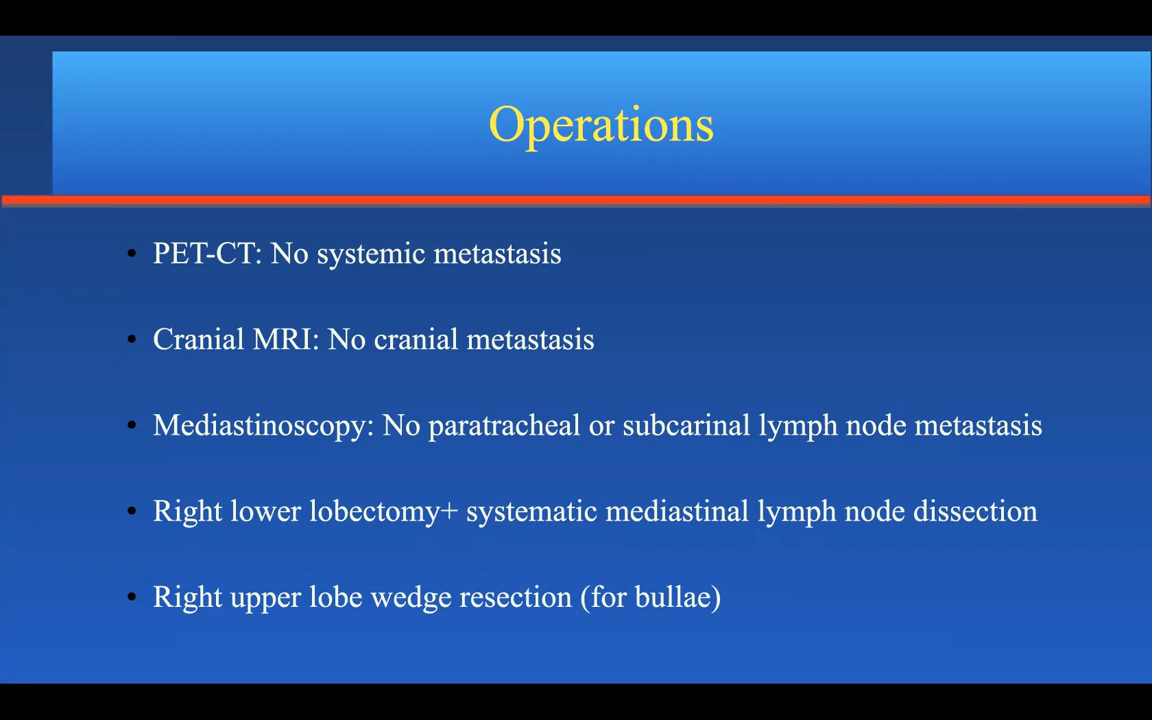 Operations
• PET-CT: No systemic metastasis
• Cranial MRI: No cranial metastasis
• Mediastinoscopy: No paratracheal or subcarinal lymph node metastasis
• Right lower lobectomy+ systematic mediastinal lymph node dissection
• Right upper lobe wedge resection (for bullae)